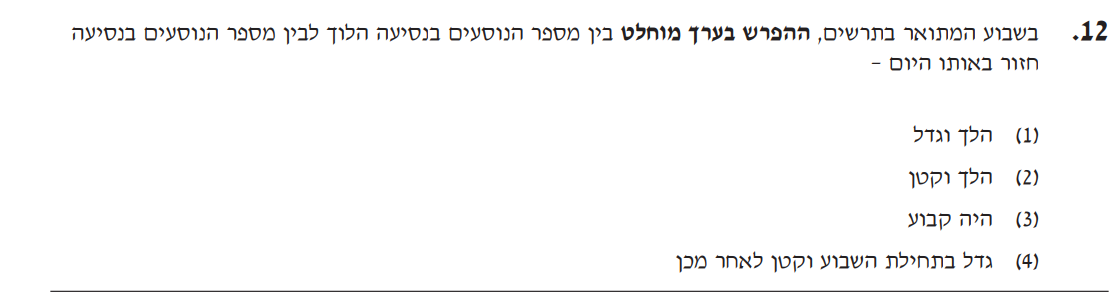 12. בשבוע המתואר בתרשים, ההפרש בערך מוחלט בין מספר הנוסעים בנסיעה הלוך לבין מספר הנוסעים בנסיעה
חזור באותו היום –
(1) הלך וגדל
(2) הלך וקטן
(3) היה קבוע
(4) גדל בתחילת השבוע וקטן לאחר מכן